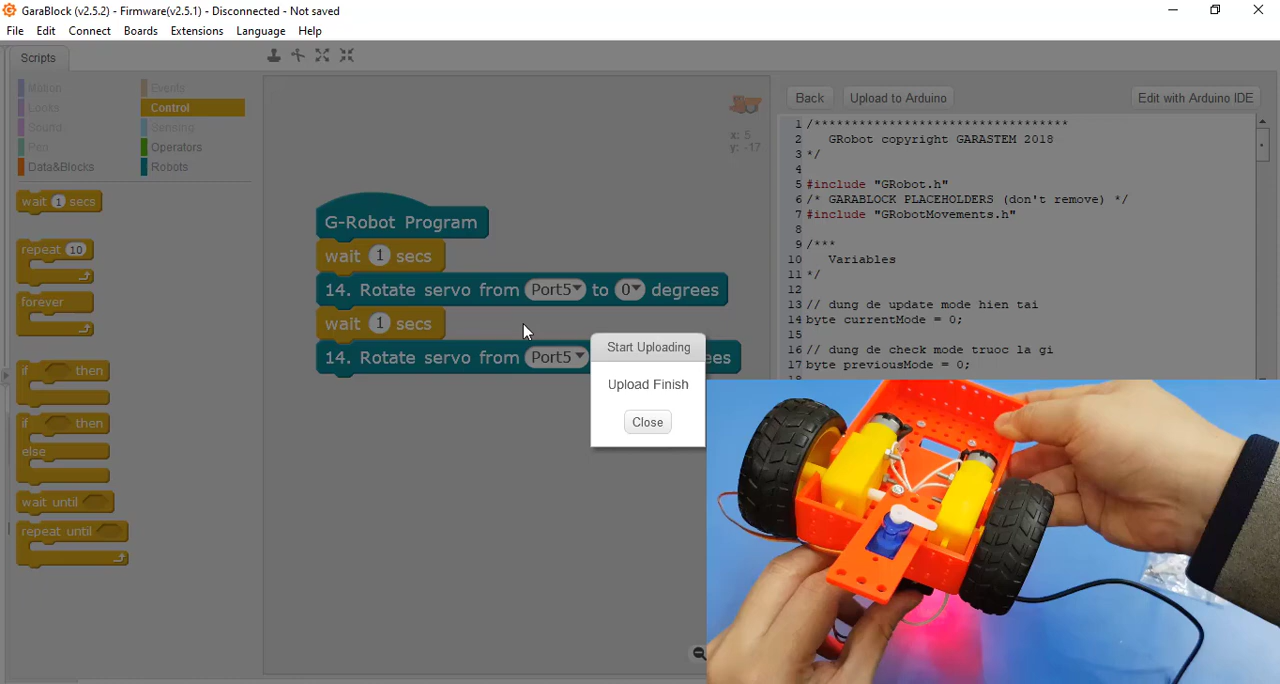 GaraBlock (v2.5.2) - Firmware(v2.5.1) - Disconnected - Not saved
File Edit Connect Boards Extensions Language Help
Scripts
Motion Events
Looks Control
Sound Sensing
Pen Operators
Data&Blocks Robots
wait 1 secs
repeat 10
forever
if then
if then
else
wait until
repeat until
x: 5
y: -17
G-Robot Program
wait 1 secs
14. Rotate servo from Port5 to 0 degrees
wait 1 secs
14. Rotate servo from Port5 ees
Start Uploading
Upload Finish
Close
Back Upload to Arduino Edit with Arduino IDE
1 /**********************************
2 GRobot copyright GARASTEM 2018
3 */
4
5 #include "GRobot.h"
6 /* GARABLOCK PLACEHOLDERS (don't remove) */
7 #include "GRobotMovements.h"
8
9 /***
10 Variables
11 */
12
13 // dung de update mode hien tai
14 byte currentMode = 0;
15
16 // dung de check mode truoc la gi
17 byte previousMode = 0;